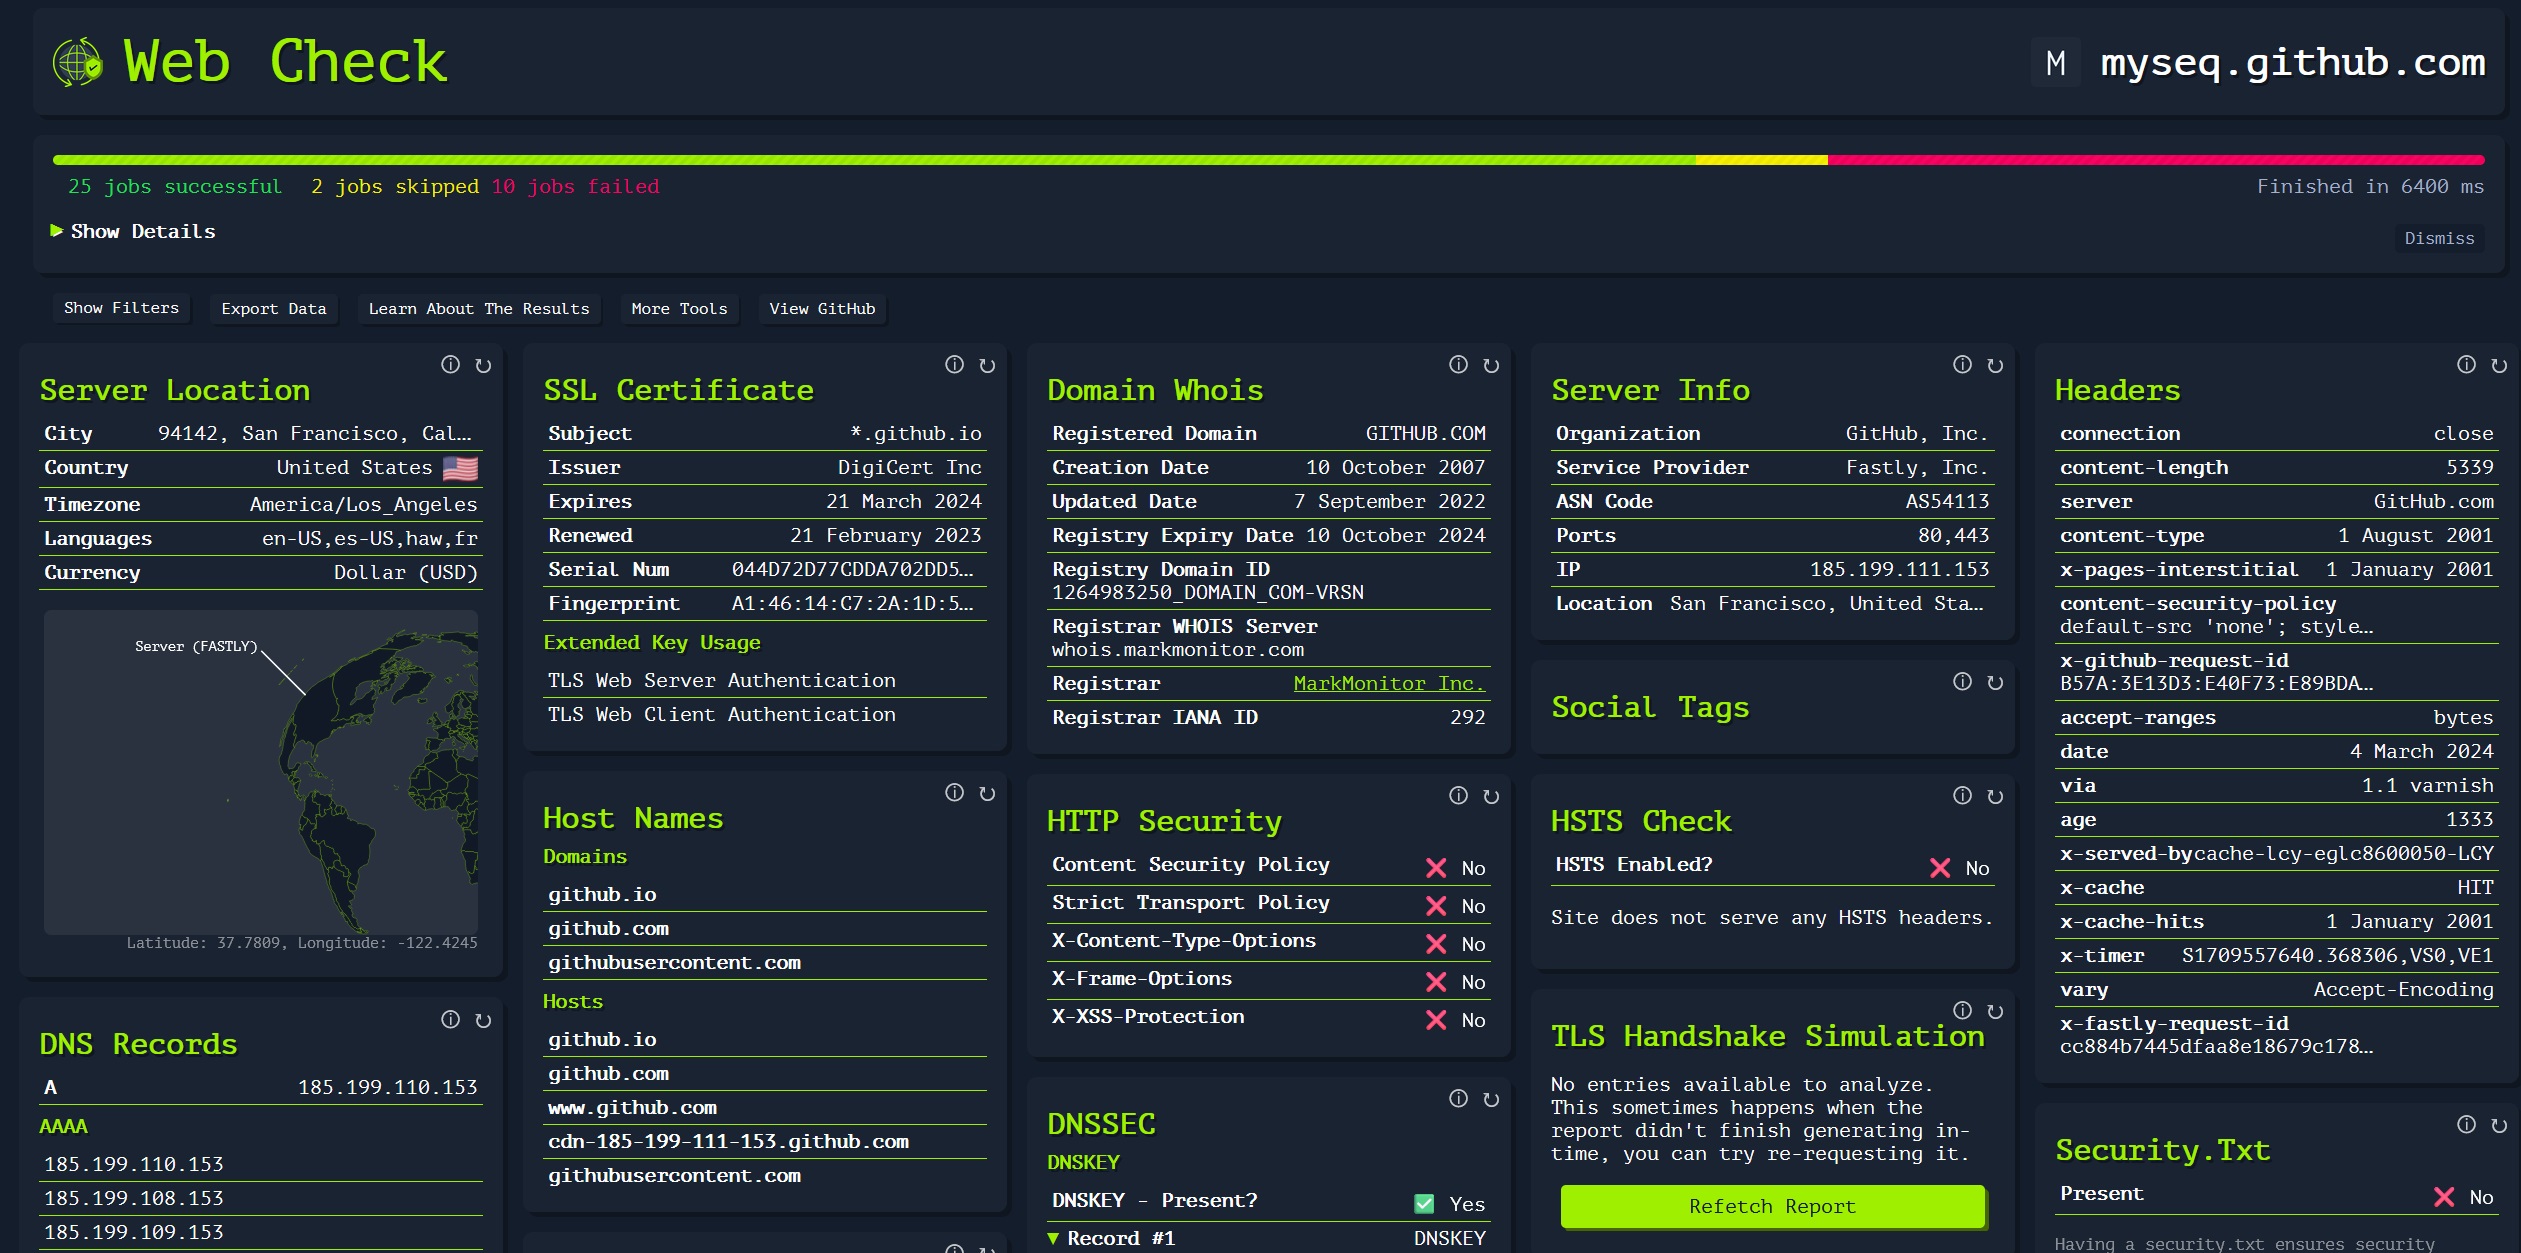 Web Check
M myseq.github.com
25 jobs successful 2 jobs skipped 10 jobs failed
Finished in 6400 ms
Show Details
Dismiss
Show Filters Export Data Learn About The Results More Tools View GitHub
Server Location
City 94142, San Francisco, Cal...
Country United States
Timezone America/Los_Angeles
Languages en-US,es-US,haw,fr
Currency Dollar (USD)
Server (FASTLY)
Latitude: 37.7809, Longitude: -122.4245
DNS Records
A 185.199.110.153
AAAA
185.199.110.153
185.199.108.153
185.199.109.153
SSL Certificate
Subject *.github.io
Issuer DigiCert Inc
Expires 21 March 2024
Renewed 21 February 2023
Serial Num 044D72D77CDDA702DD5...
Fingerprint A1:46:14:C7:2A:1D:5...
Extended Key Usage
TLS Web Server Authentication
TLS Web Client Authentication
Host Names
Domains
github.io
github.com
githubusercontent.com
Hosts
github.io
github.com
www.github.com
cdn-185-199-111-153.github.com
githubusercontent.com
Domain Whois
Registered Domain GITHUB.COM
Creation Date 10 October 2007
Updated Date 7 September 2022
Registry Expiry Date 10 October 2024
Registry Domain ID
1264983250_DOMAIN_COM-VRSN
Registrar WHOIS Server
whois.markmonitor.com
Registrar MarkMonitor Inc.
Registrar IANA ID 292
HTTP Security
Content Security Policy ❌ No
Strict Transport Policy ❌ No
X-Content-Type-Options ❌ No
X-Frame-Options ❌ No
X-XSS-Protection ❌ No
DNSSEC
DNSKEY
DNSKEY - Present? ✅ Yes
Record #1 DNSKEY
Server Info
Organization GitHub, Inc.
Service Provider Fastly, Inc.
ASN Code AS54113
Ports 80,443
IP 185.199.111.153
Location San Francisco, United Sta...
Social Tags
HSTS Check
HSTS Enabled? ❌ No
Site does not serve any HSTS headers.
TLS Handshake Simulation
No entries available to analyze.
This sometimes happens when the
report didn't finish generating in-
time, you can try re-requesting it.
Refetch Report
Headers
connection close
content-length 5339
server GitHub.com
content-type 1 August 2001
x-pages-interstitial 1 January 2001
content-security-policy
default-src 'none'; style...
x-github-request-id
B57A:3E13D3:E40F73:E89BDA...
accept-ranges bytes
date 4 March 2024
via 1.1 varnish
age 1333
x-served-by cache-lcy-eglc8600050-LCY
x-cache HIT
x-cache-hits 1 January 2001
x-timer S1709557640.368306,VS0,VE1
vary Accept-Encoding
x-fastly-request-id
cc884b7445dfaa8e18679c178...
Security.Txt
Present ❌ No
Having a security.txt ensures security